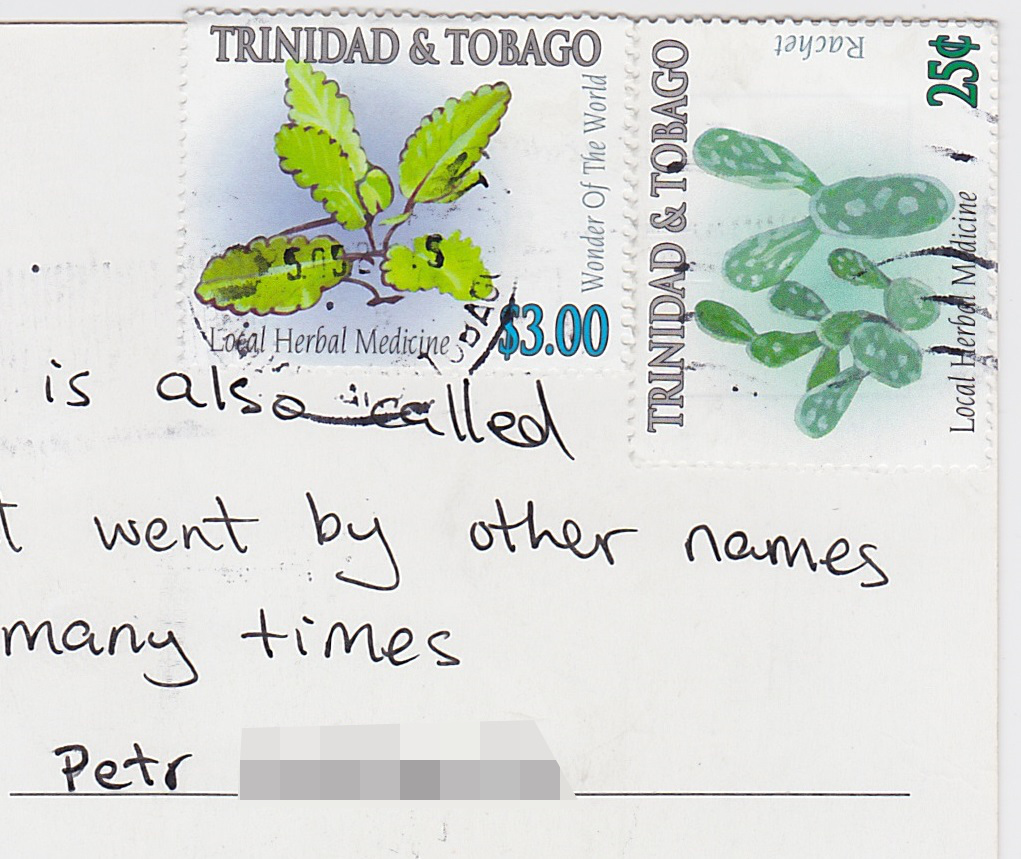 TRINIDAD & TOBAGO
Wonder Of The World
Local Herbal Medicine
$3.00
TRINIDAD & TOBAGO
Rachet
25¢
Local Herbal Medicine
is also called
went by other names
many times
Petr